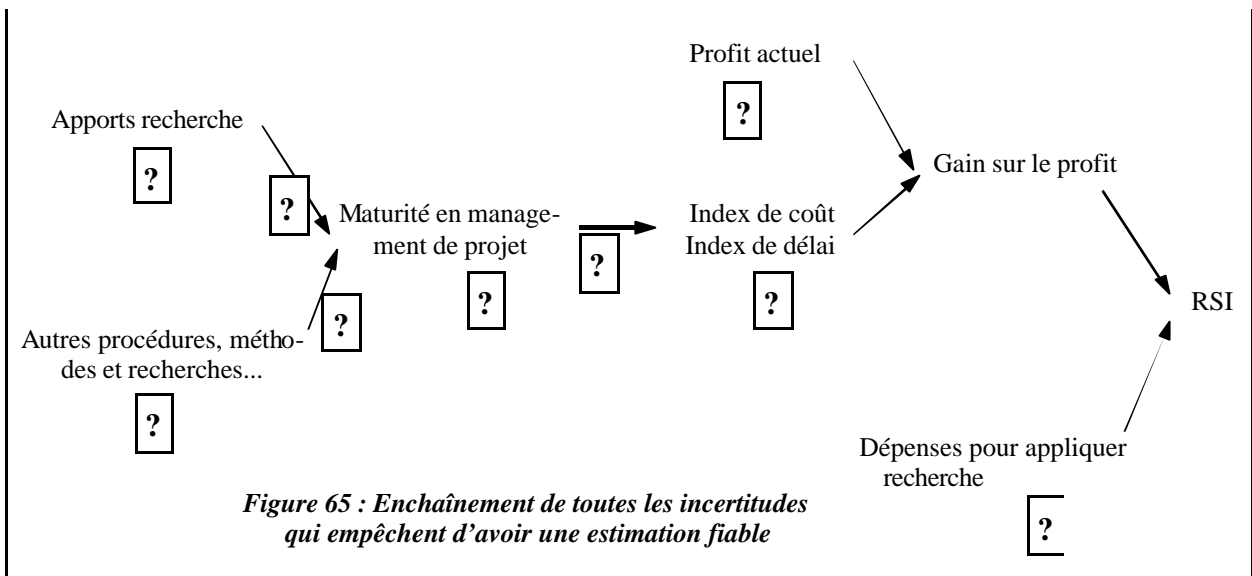 Profit actuel
?
Apports recherche
?
?
Gain sur le profit
Maturité en manage-
ment de projet
?
?
Index de coût
Index de délai
?
RSI
?
Autres procédures, métho-
des et recherches...
?
Dépenses pour appliquer
recherche
?
Figure 65 : Enchaînement de toutes les incertitudes
qui empêchent d'avoir une estimation fiable